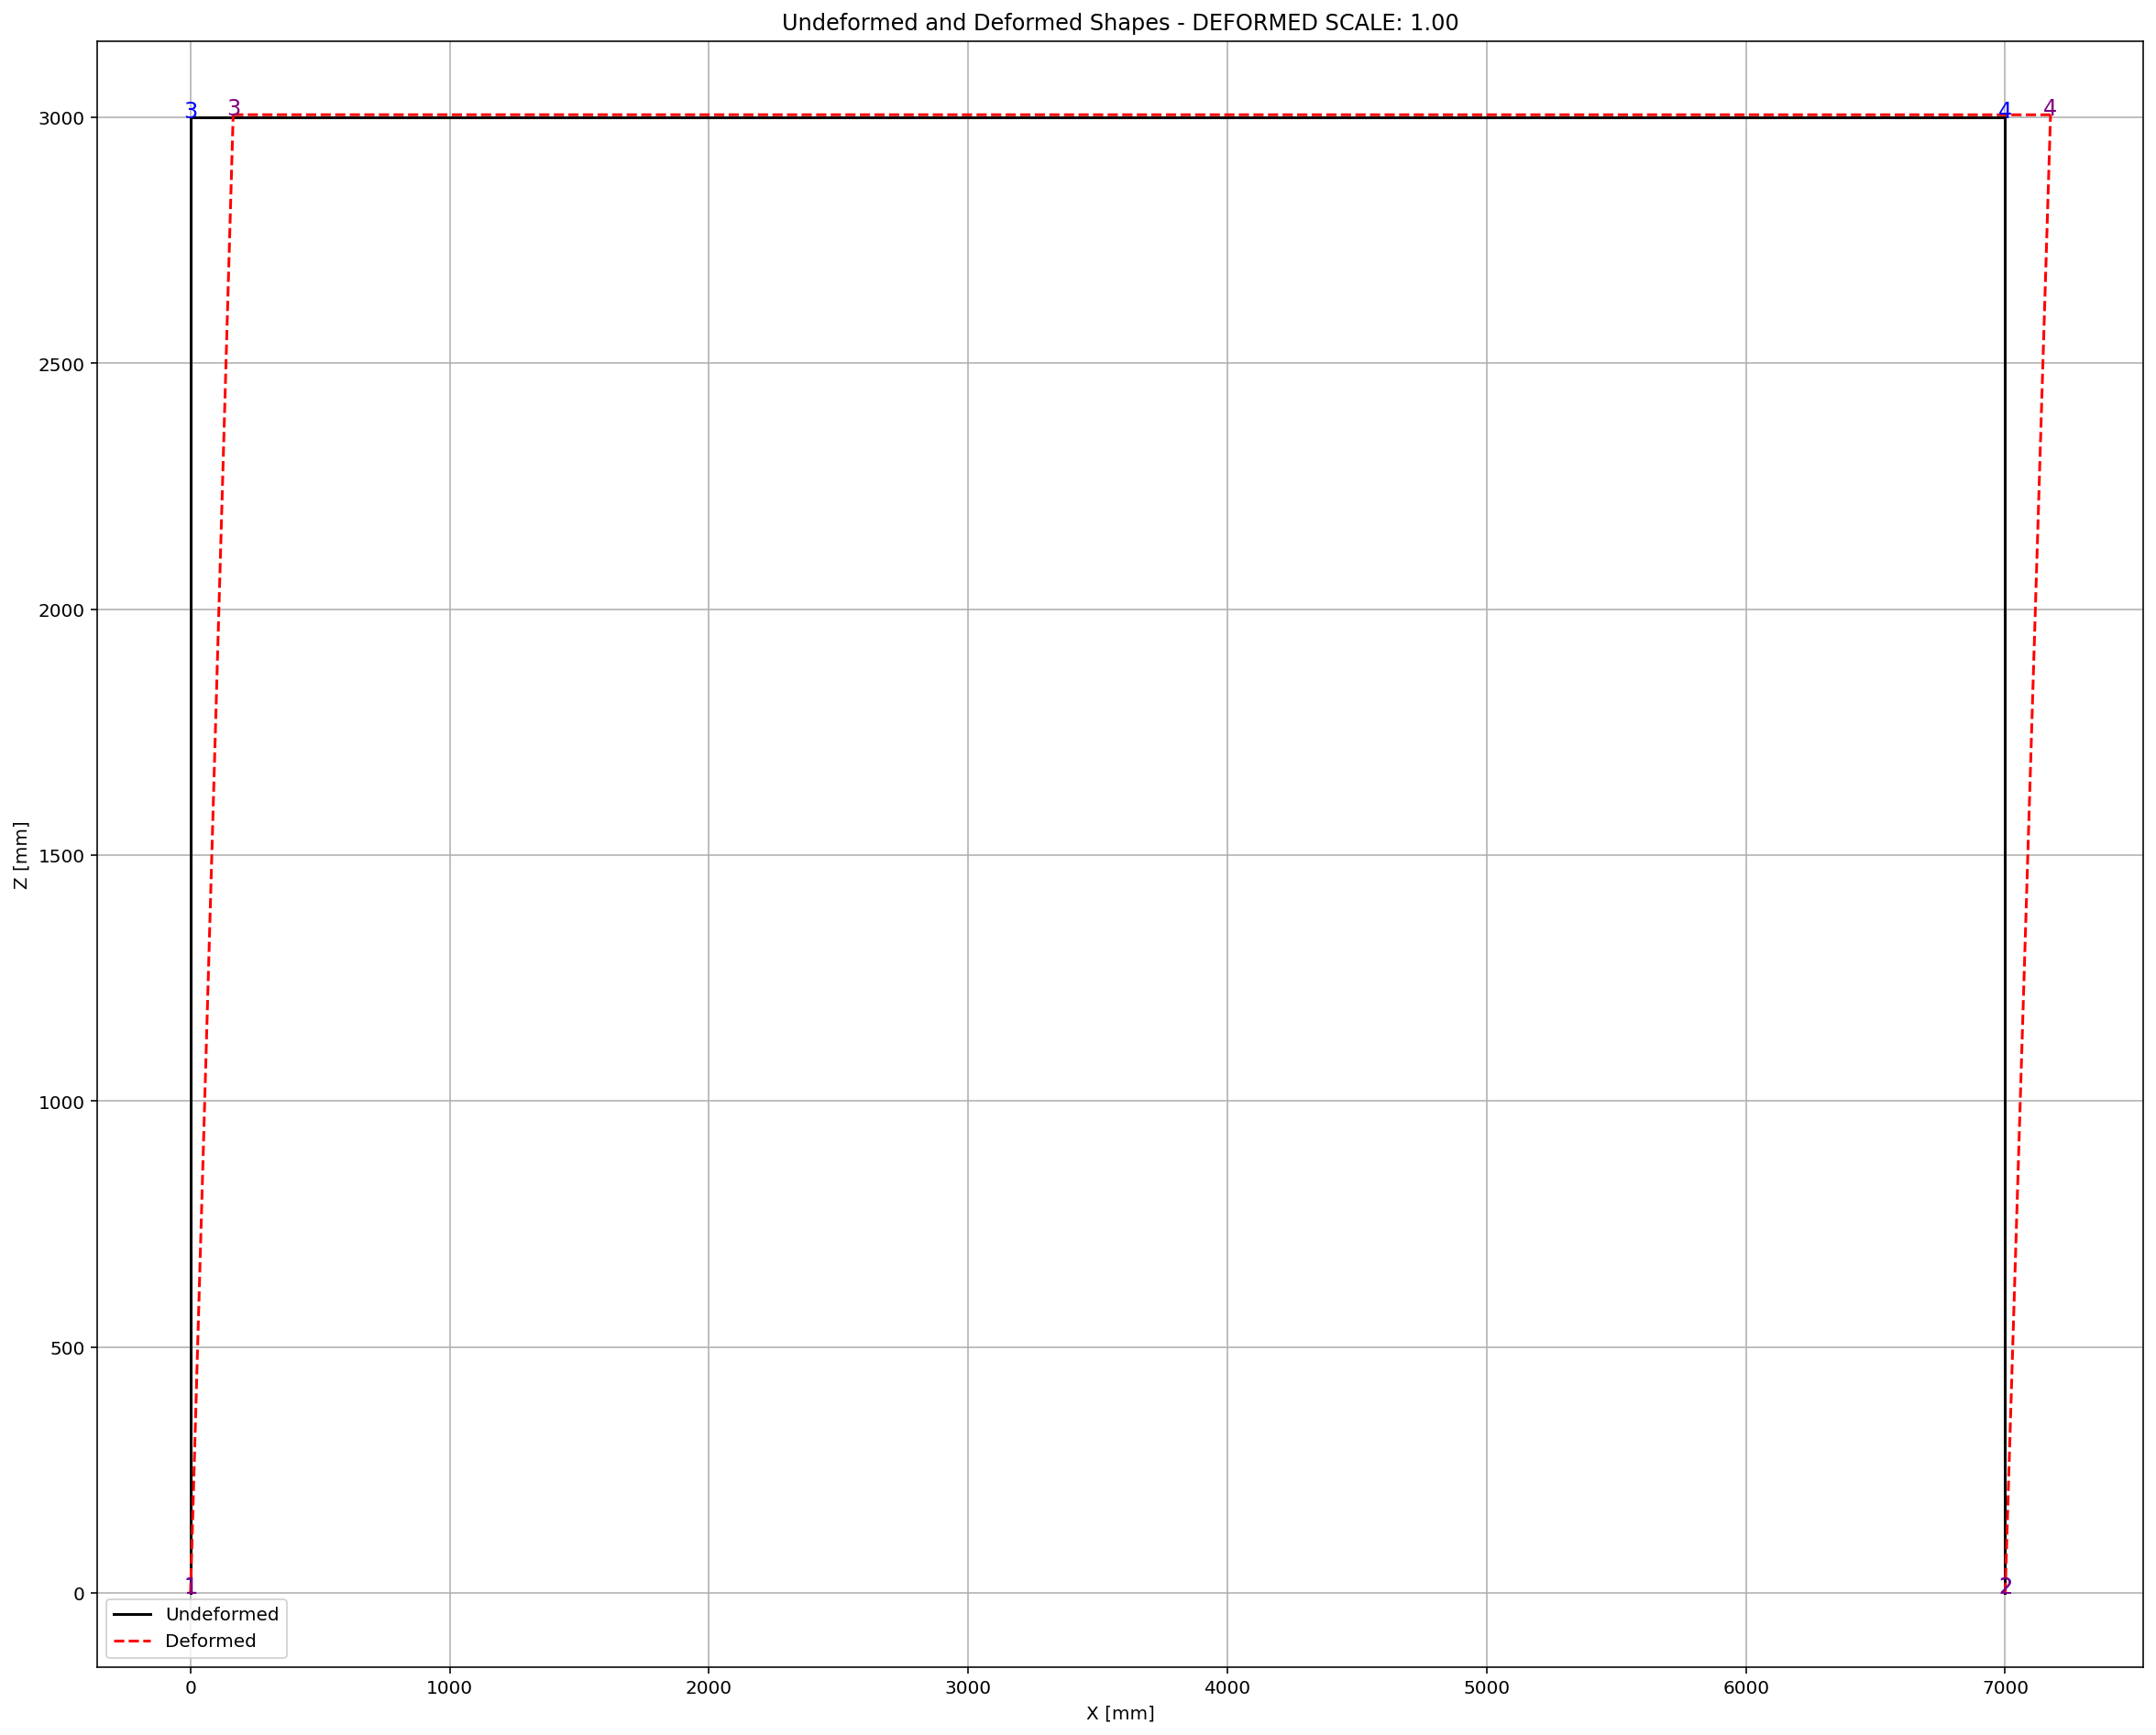 Undeformed and Deformed Shapes - DEFORMED SCALE: 1.00
3 3 4 4
3000
2500
2000
1500
Z [mm]
1000
500
0
1 2
Undeformed
Deformed
0 1000 2000 3000 4000 5000 6000 7000
X [mm]